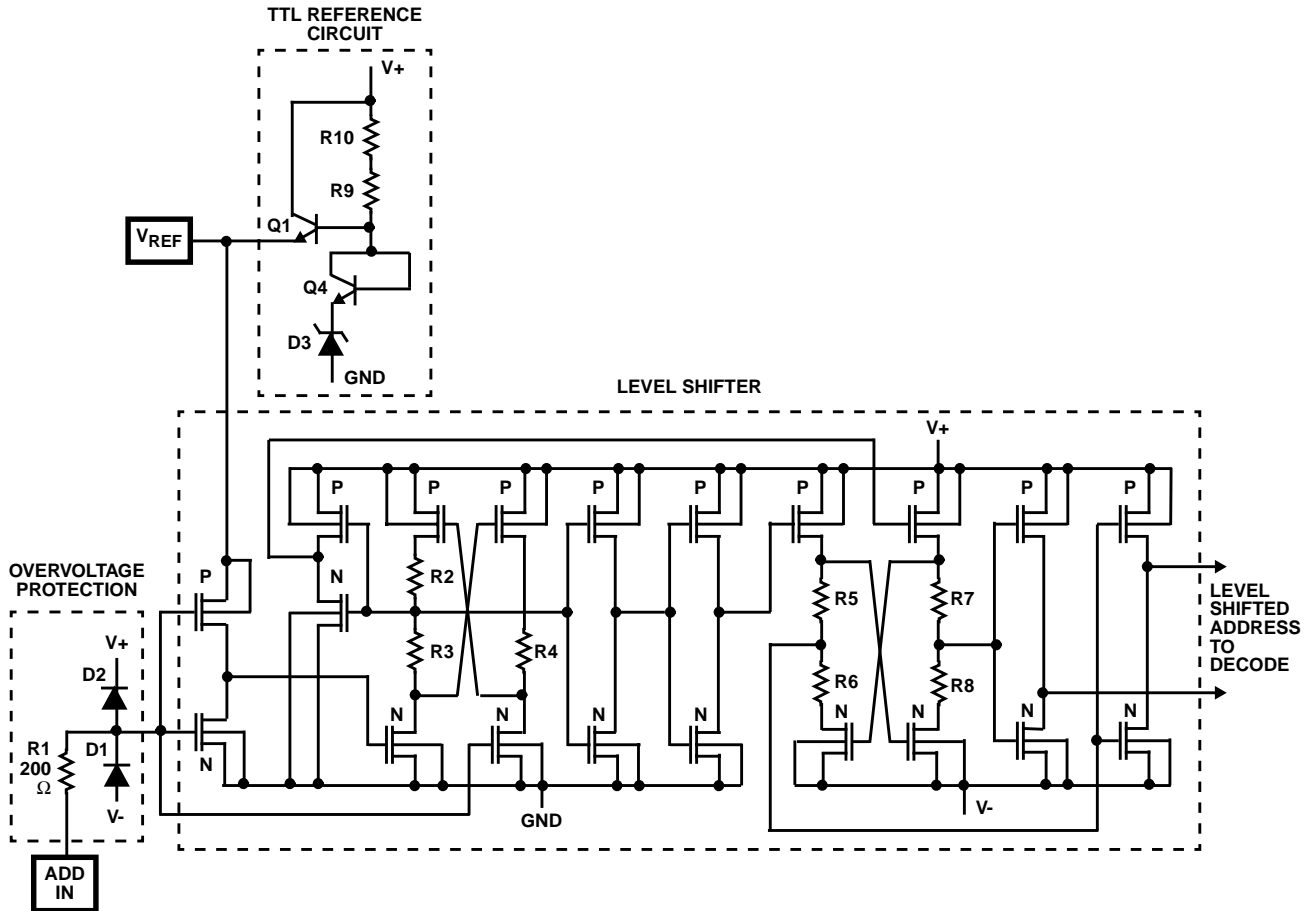 TTL REFERENCE
CIRCUIT
V+
R10
R9
Q1
VREF
Q4
D3
GND
LEVEL SHIFTER
V+
P
P
P
P
P
P
P
P
P
OVERVOLTAGE
PROTECTION
P
N
R2
R5
R7
LEVEL
SHIFTED
ADDRESS
TO
DECODE
V+
R3
R4
D2
R6
R8
N
N
N
N
N
N
N
N
R1
200
Ω
D1
N
V-
GND
V-
ADD
IN